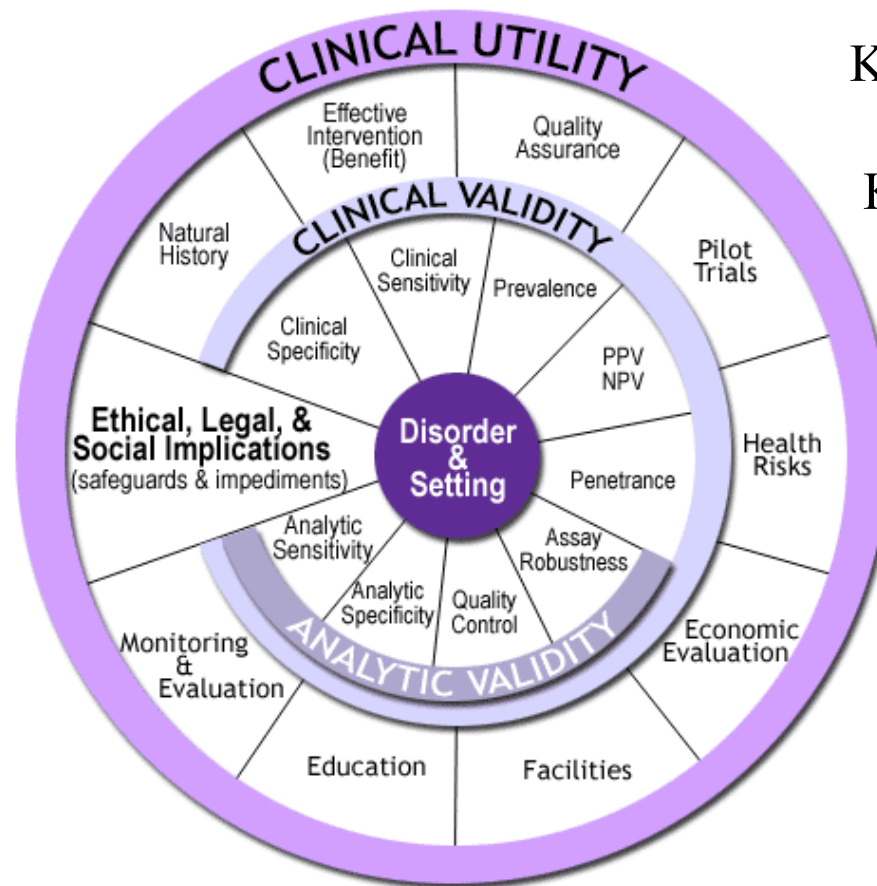 CLINICAL UTILITY
K
Effective
Intervention
(Benefit)
Quality
Assurance
K
CLINICAL VALIDITY
Natural
History
Pilot
Trials
Clinical
Sensitivity
Prevalence
Clinical
Specificity
PPV
NPV
Ethical, Legal, &
Social Implications
(safeguards & impediments)
Disorder
&
Setting
Health
Risks
Penetrance
Analytic
Sensitivity
Assay
Robustness
Analytic
Specificity
Quality
Control
ANALYTIC VALIDITY
Monitoring
&
Evaluation
Economic
Evaluation
Education
Facilities